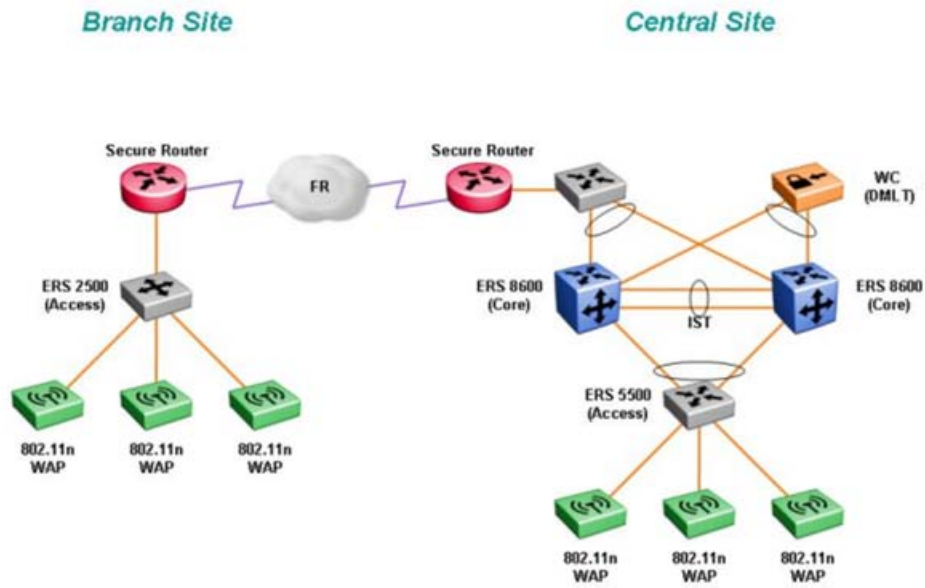 Branch Site
Central Site
Secure Router
FR
Secure Router
WC
(DMLT)
ERS 2500
(Access)
ERS 8600
(Core)
IST
ERS 8600
(Core)
ERS 5500
(Access)
802.11n
WAP
802.11n
WAP
802.11n
WAP
802.11n
WAP
802.11n
WAP
802.11n
WAP